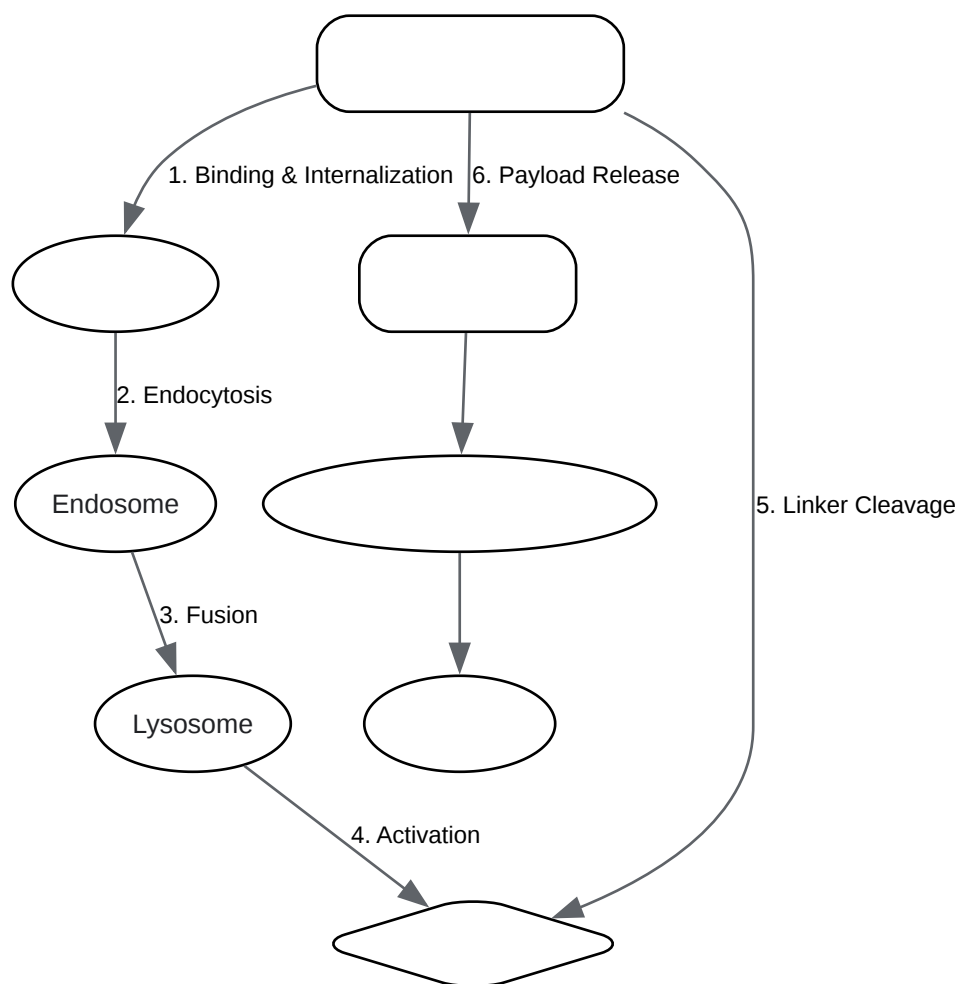 1. Binding & Internalization
6. Payload Release
2. Endocytosis
Endosome
5. Linker Cleavage
3. Fusion
Lysosome
4. Activation